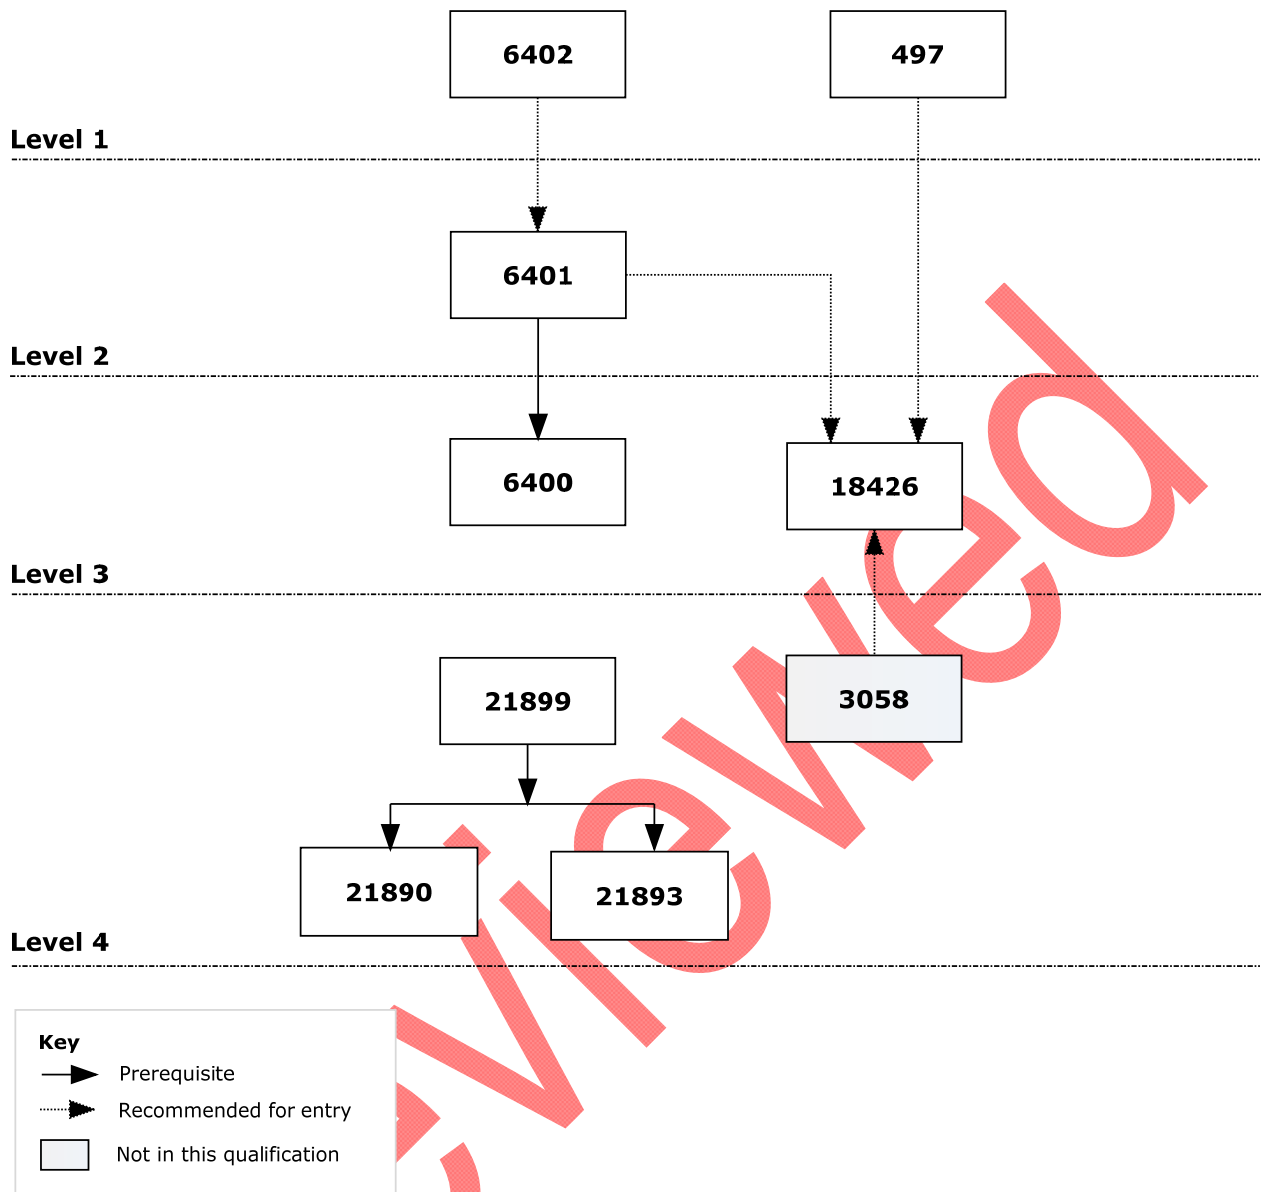 6402
497
Level 1
6401
Level 2
6400
18426
Level 3
21899
3058
21890
21893
Level 4
Key
Prerequisite
Recommended for entry
Not in this qualification
eviewed